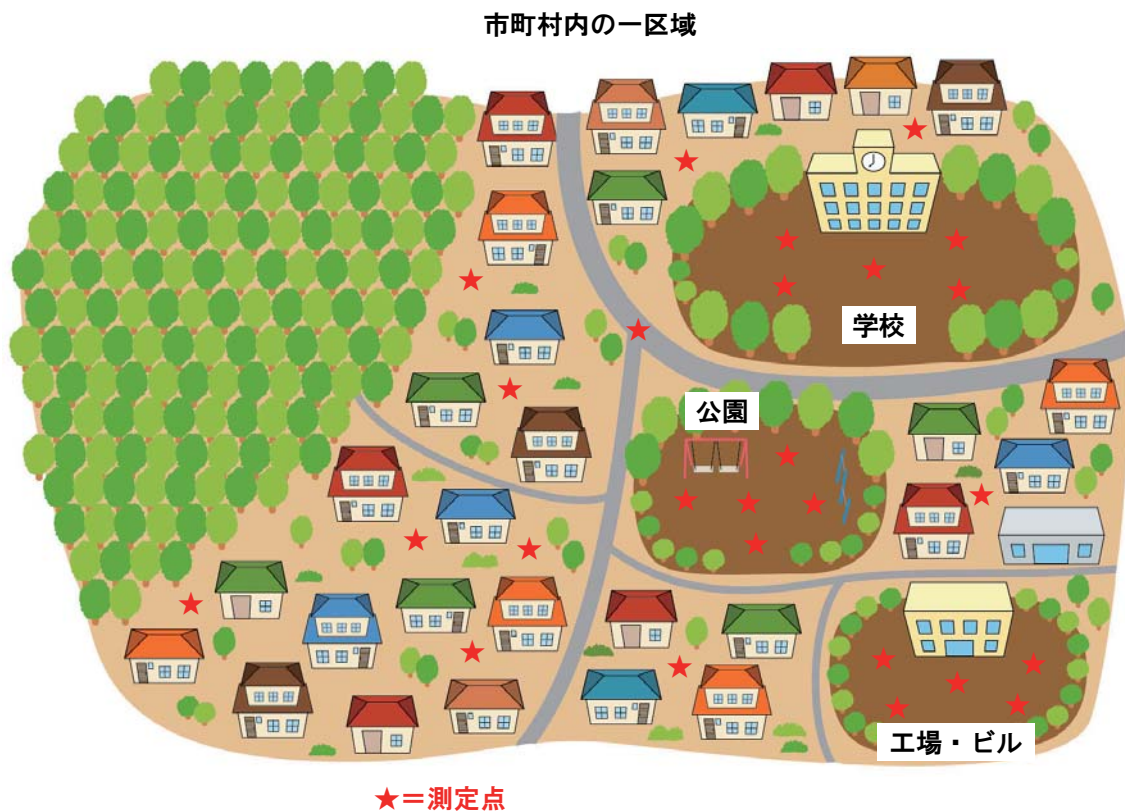 市町村内の一区域
学校
公園
工場・ビル
★＝測定点